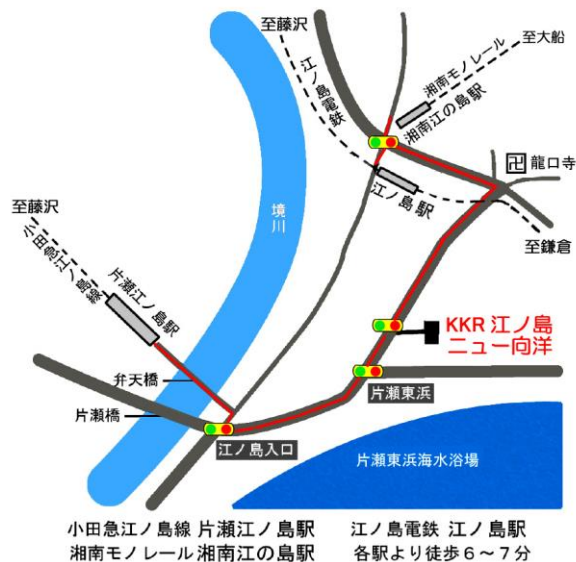 至藤沢
至大船
湘南モノレール
江ノ島電鉄
湘南江の島駅
卍 龍口寺
江ノ島駅
至藤沢
小田急江ノ島線
片瀬江ノ島駅
境川
至鎌倉
KKR 江ノ島
ニュー向洋
弁天橋
片瀬東浜
片瀬橋
江ノ島入口
片瀬東浜海水浴場
小田急江ノ島線 片瀬江ノ島駅 江ノ島電鉄 江ノ島駅
湘南モノレール 湘南江の島駅 各駅より徒歩6～7分